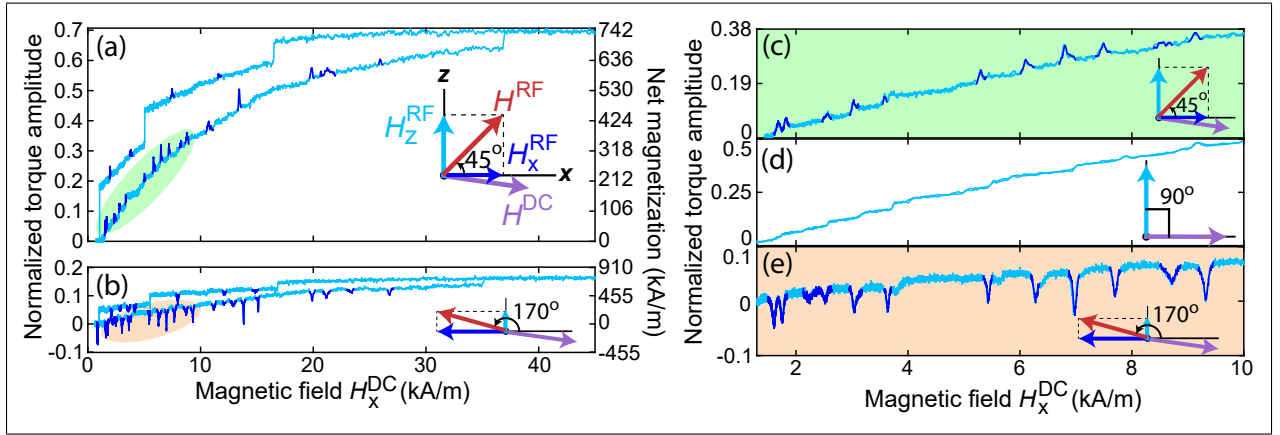 (a)
Normalized torque amplitude
0.7
0.6
0.5
0.4
0.3
0.2
0.1
0
742
636
530
424
318
212
106
0
Net magnetization (kA/m)
z
H^RF
H_z^RF
45°
H_x^RF
x
H^DC
(b)
0.2
0.1
0
-0.1
910
455
0
-455
170°
0 10 20 30 40
Magnetic field H_x^DC (kA/m)
(c)
Normalized torque ampltiude
0.38
0.19
0
45°
(d)
0.5
0.25
0
90°
(e)
0.1
0
-0.1
170°
2 4 6 8 10
Magnetic field H_x^DC (kA/m)